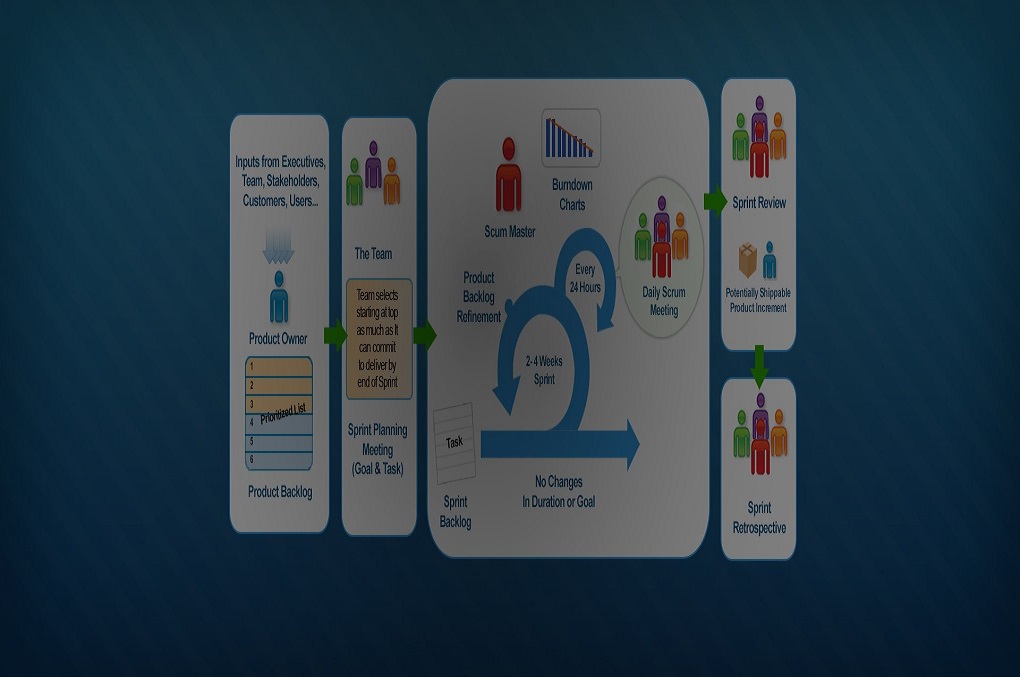 Inputs from Executives,
Team, Stakeholders,
Customers, Users...
Product Owner
1
2
3
4
5
6
Prioritized List
Product Backlog
The Team
Team selects
starting at top
as much as it
can commit
to deliver by
end of Sprint
Sprint Planning
Meeting
(Goal & Task)
Scum Master
Burndown
Charts
Product
Backlog
Refinement
Every
24 Hours
Daily Scrum
Meeting
2- 4 Weeks
Sprint
Task
Sprint
Backlog
No Changes
In Duration or Goal
Sprint Review
Potentially Shippable
Product Increment
Sprint
Retrospective